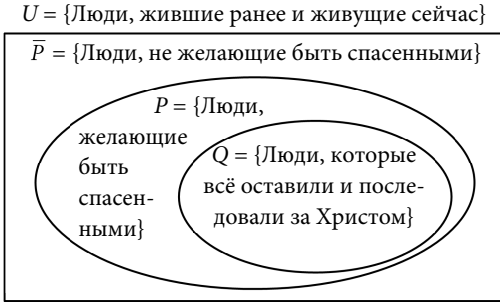 U = {Люди, жившие ранее и живущие сейчас}
P̅ = {Люди, не желающие быть спасенными}
P = {Люди,
желающие
быть
спасен-
ными}
Q = {Люди, которые
всё оставили и после-
довали за Христом}